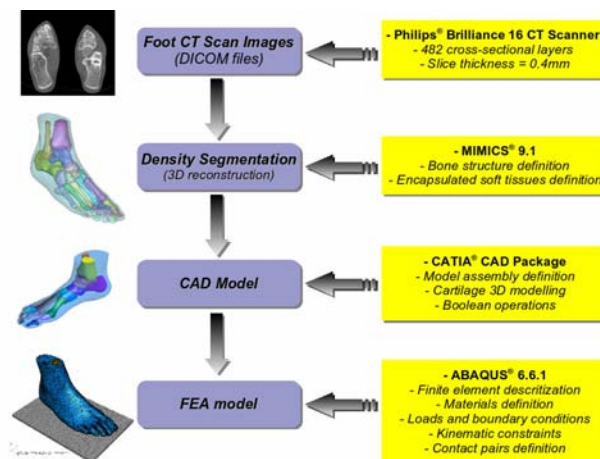 Foot CT Scan Images
(DICOM files)
- Philips® Brilliance 16 CT Scanner
- 482 cross-sectional layers
- Slice thickness = 0.4mm
Density Segmentation
(3D reconstruction)
- MIMICS® 9.1
- Bone structure definition
- Encapsulated soft tissues definition
CAD Model
- CATIA® CAD Package
- Model assembly definition
- Cartilage 3D modelling
- Boolean operations
FEA model
- ABAQUS® 6.6.1
- Finite element descritization
- Materials definition
- Loads and boundary conditions
- Kinematic constraints
- Contact pairs definition